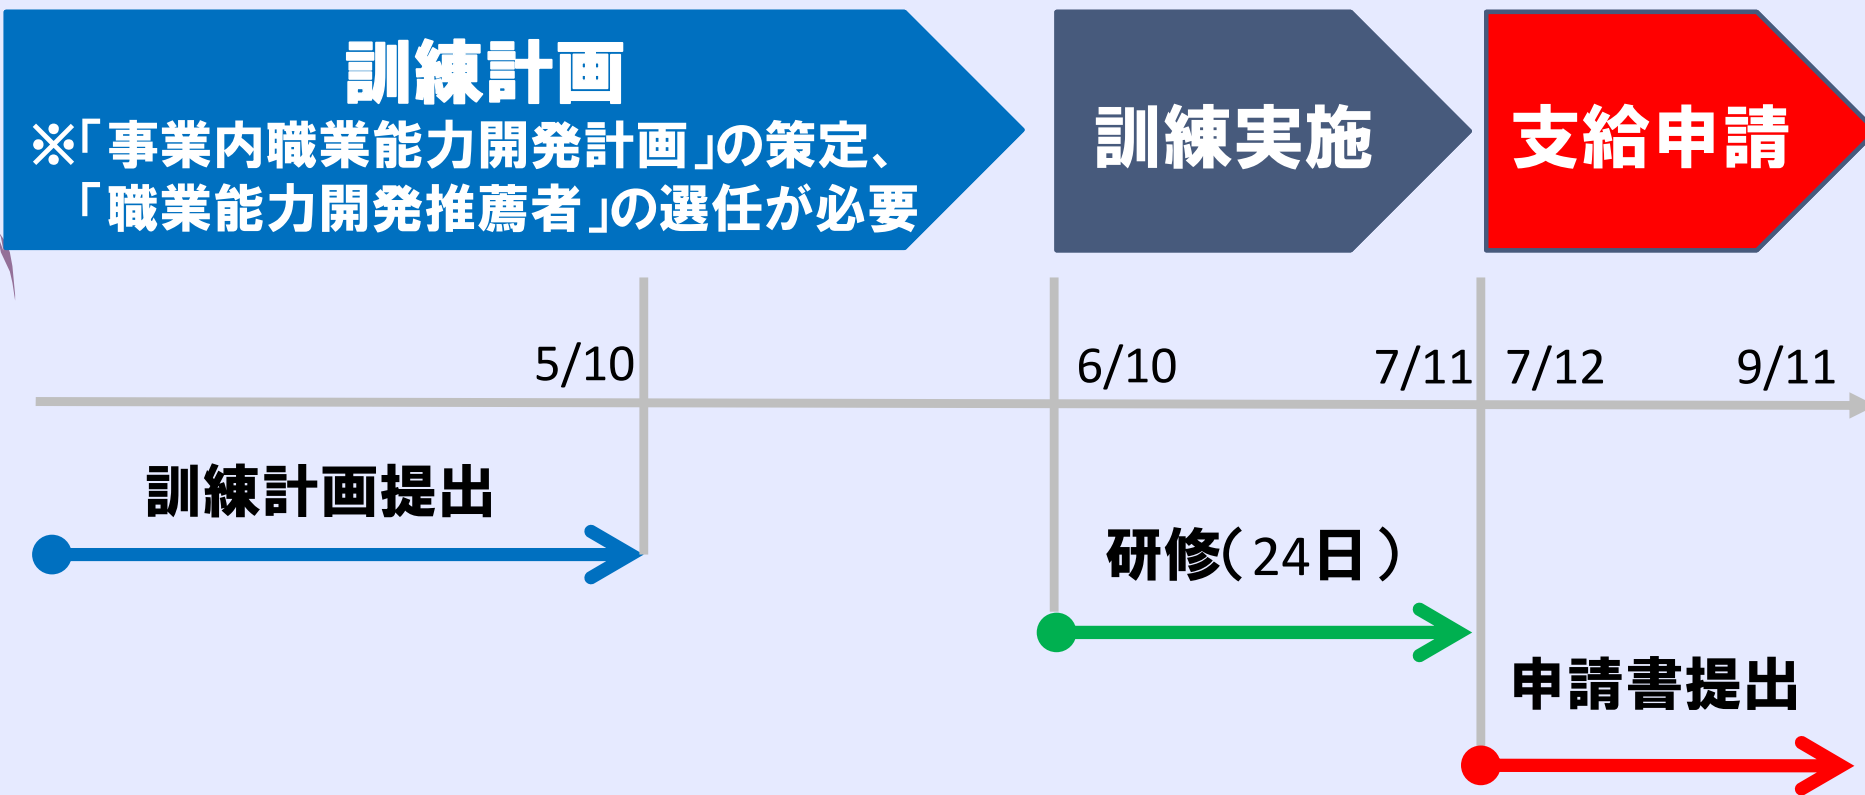 訓練計画
※「事業内職業能力開発計画」の策定、
「職業能力開発推薦者」の選任が必要
訓練実施
支給申請
5/10
6/10
7/11
7/12
9/11
訓練計画提出
研修(24日)
申請書提出